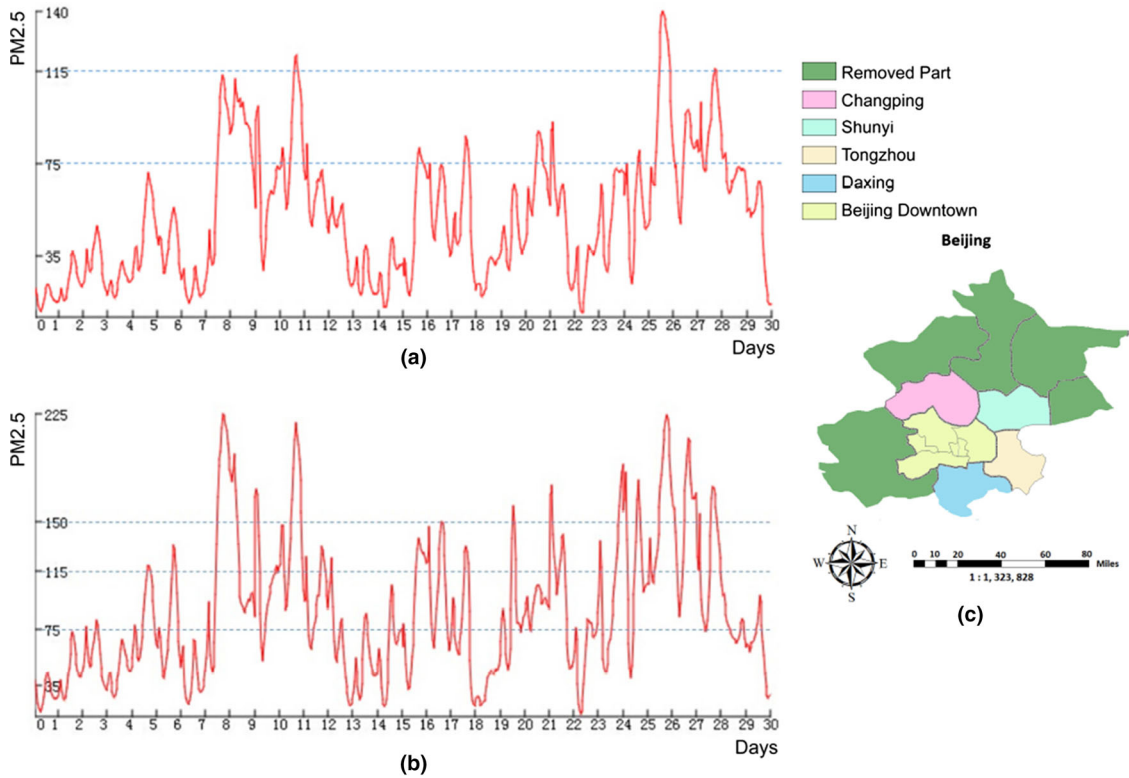 PM2.5
140
115
75
35
0 1 2 3 4 5 6 7 8 9 10 11 12 13 14 15 16 17 18 19 20 21 22 23 24 25 26 27 28 29 30
Days
(a)
PM2.5
225
150
115
75
35
0 1 2 3 4 5 6 7 8 9 10 11 12 13 14 15 16 17 18 19 20 21 22 23 24 25 26 27 28 29 30
Days
(b)
Removed Part
Changping
Shunyi
Tongzhou
Daxing
Beijing Downtown
Beijing
N
W E
S
0 10 20 40 60 80
Miles
1 : 1, 323, 828
(c)